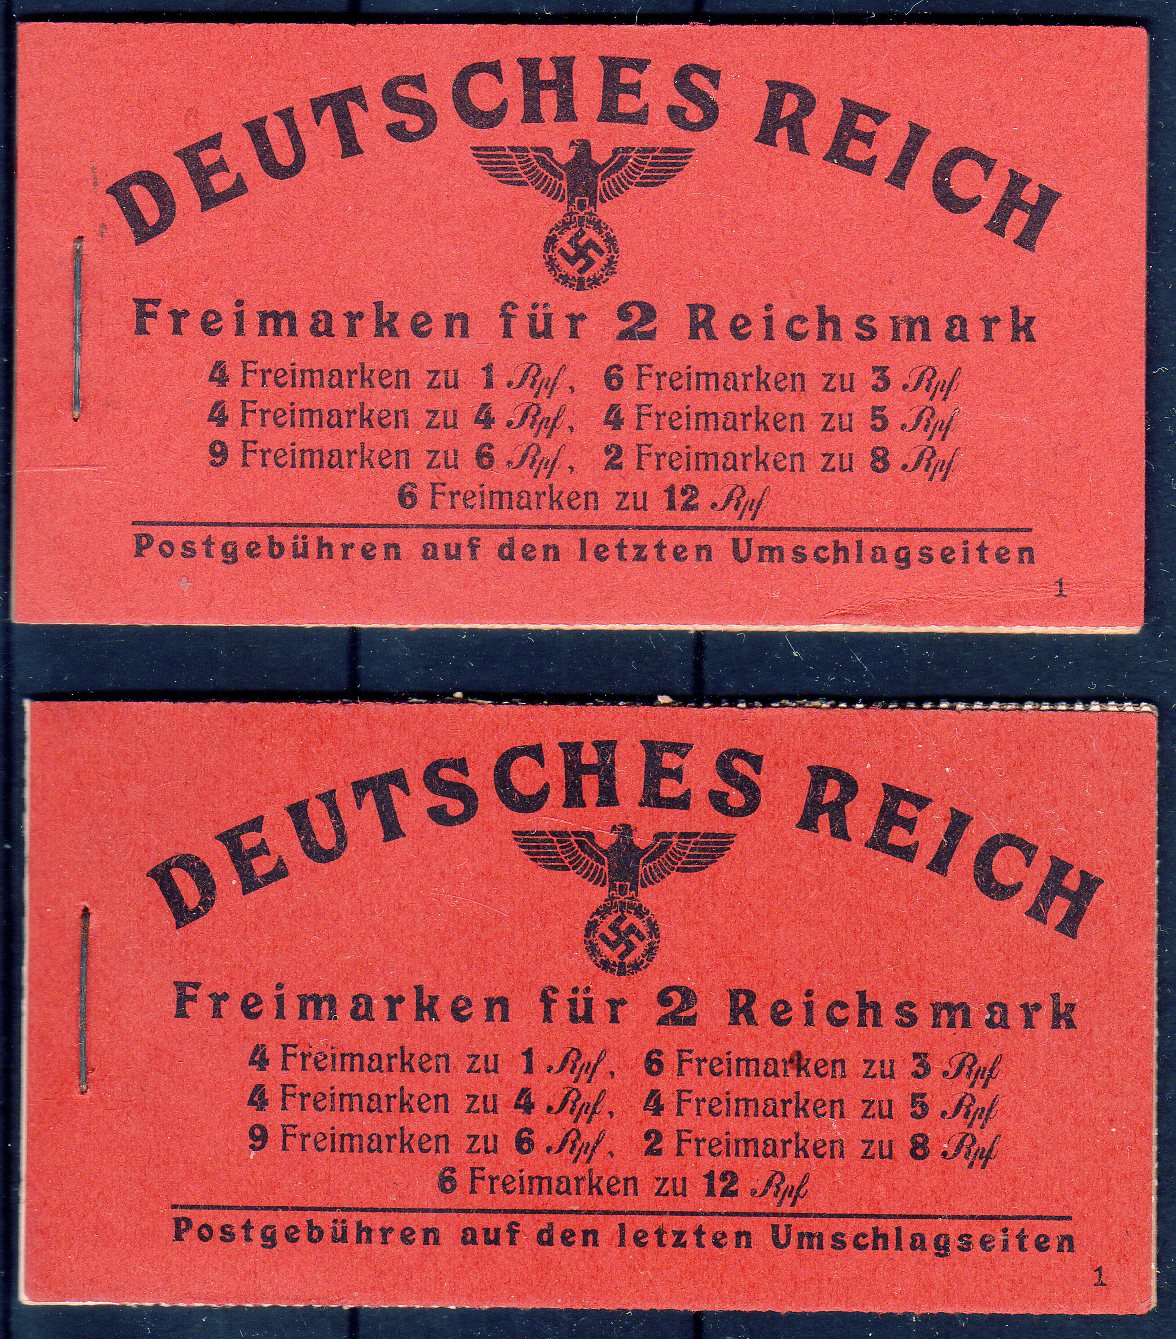 DEUTSCHES REICH
Freimarken für 2 Reichsmark
4 Freimarken zu 1 Rpf, 6 Freimarken zu 3 Rpf
4 Freimarken zu 4 Rpf, 4 Freimarken zu 5 Rpf
9 Freimarken zu 6 Rpf, 2 Freimarken zu 8 Rpf
6 Freimarken zu 12 Rpf
Postgebühren auf den letzten Umschlagseiten
1
DEUTSCHES REICH
Freimarken für 2 Reichsmark
4 Freimarken zu 1 Rpf, 6 Freimarken zu 3 Rpf
4 Freimarken zu 4 Rpf, 4 Freimarken zu 5 Rpf
9 Freimarken zu 6 Rpf, 2 Freimarken zu 8 Rpf
6 Freimarken zu 12 Rpf
Postgebühren auf den letzten Umschlagseiten
1